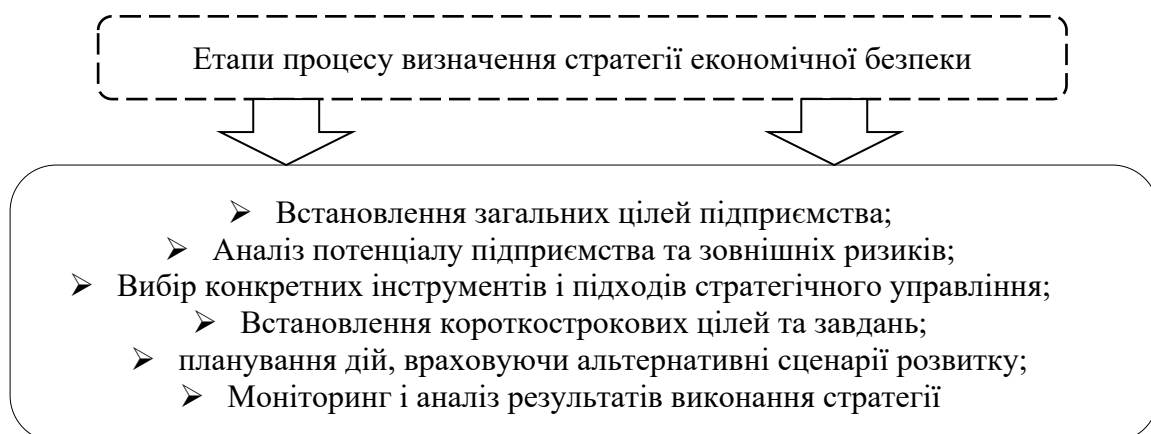 Етапи процесу визначення стратегії економічної безпеки
➢ Встановлення загальних цілей підприємства;
➢ Аналіз потенціалу підприємства та зовнішніх ризиків;
➢ Вибір конкретних інструментів і підходів стратегічного управління;
➢ Встановлення короткострокових цілей та завдань;
➢ планування дій, враховуючи альтернативні сценарії розвитку;
➢ Моніторинг і аналіз результатів виконання стратегії